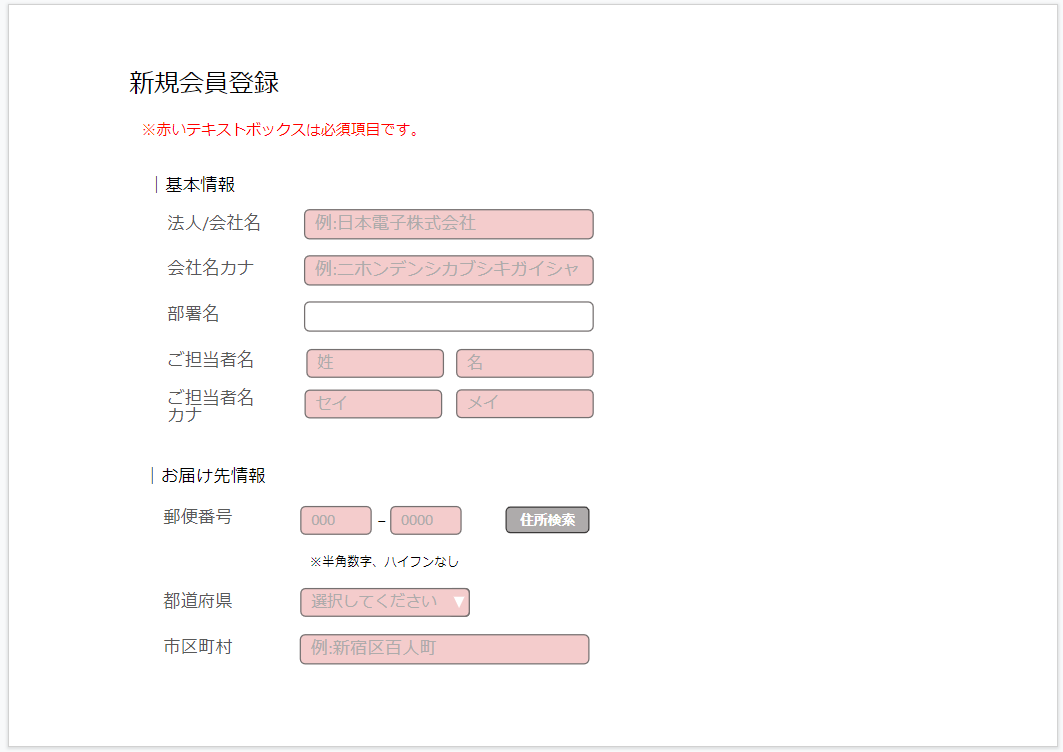 新規会員登録
※赤いテキストボックスは必須項目です。
｜基本情報
法人/会社名 例:日本電子株式会社
会社名カナ 例:ニホンデンシカブシキガイシャ
部署名
ご担当者名 姓 名
ご担当者名
カナ セイ メイ
｜お届け先情報
郵便番号 000 – 0000 住所検索
※半角数字、ハイフンなし
都道府県 選択してください ▼
市区町村 例:新宿区百人町